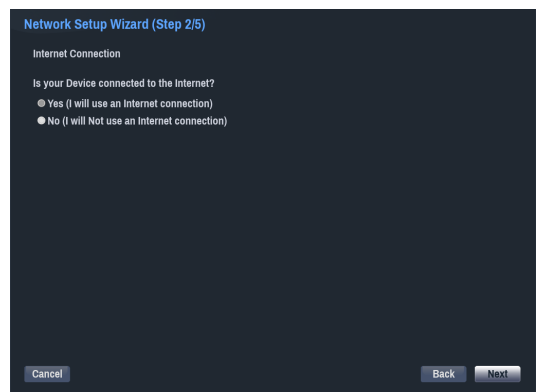 Network Setup Wizard (Step 2/5)
Internet Connection
Is your Device connected to the Internet?
Yes (I will use an Internet connection)
No (I will Not use an Internet connection)
Cancel
Back
Next